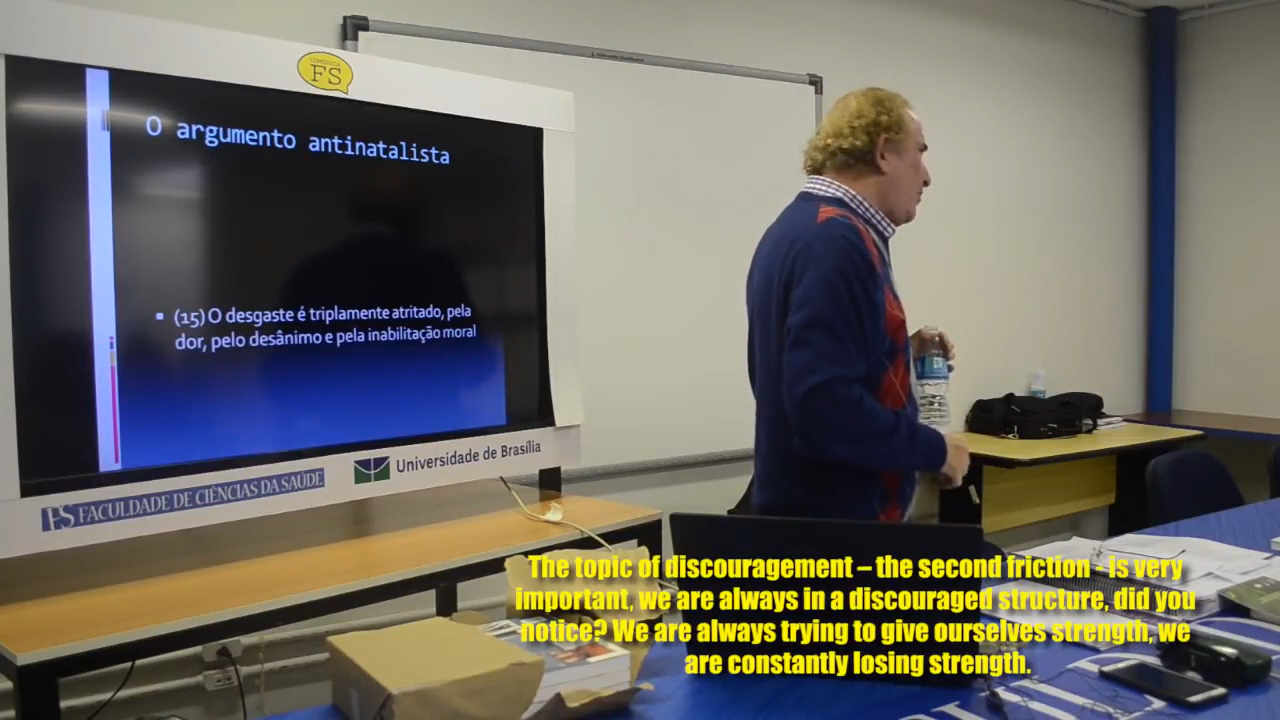 FS
O argumento antinatalista
(15) O desgaste é triplamente atritado, pela
dor, pelo desânimo e pela inabilitação moral
FS FACULDADE DE CIÊNCIAS DA SAÚDE
Universidade de Brasília
The topic of discouragement – the second friction - is very
important, we are always in a discouraged structure, did you
notice? We are always trying to give ourselves strength, we
are constantly losing strength.